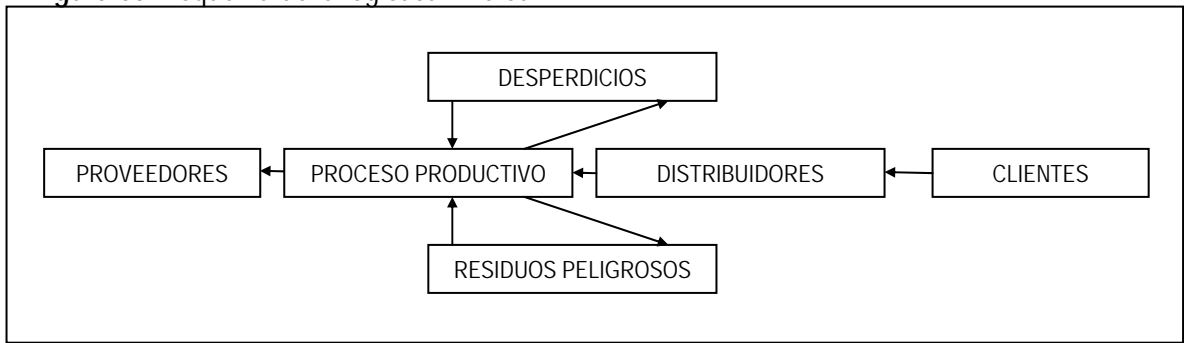 DESPERDICIOS
PROVEEDORES
PROCESO PRODUCTIVO
DISTRIBUIDORES
CLIENTES
RESIDUOS PELIGROSOS